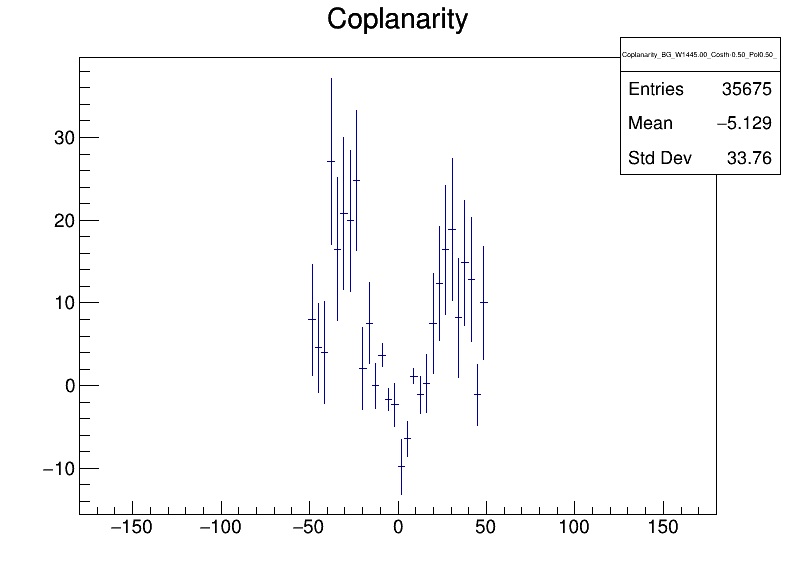 Coplanarity
Coplanarity_BG_W1445.00_Costh-0.50_Pol0.50_
Entries 35675
Mean −5.129
Std Dev 33.76
30
20
10
0
−10
−150 −100 −50 0 50 100 150